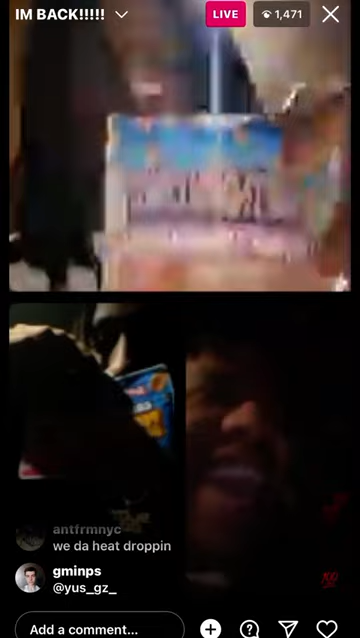 IM BACK!!!!!
LIVE
1,471
antfrmnyc
we da heat droppin
gminps
@yus_gz_
Add a comment...